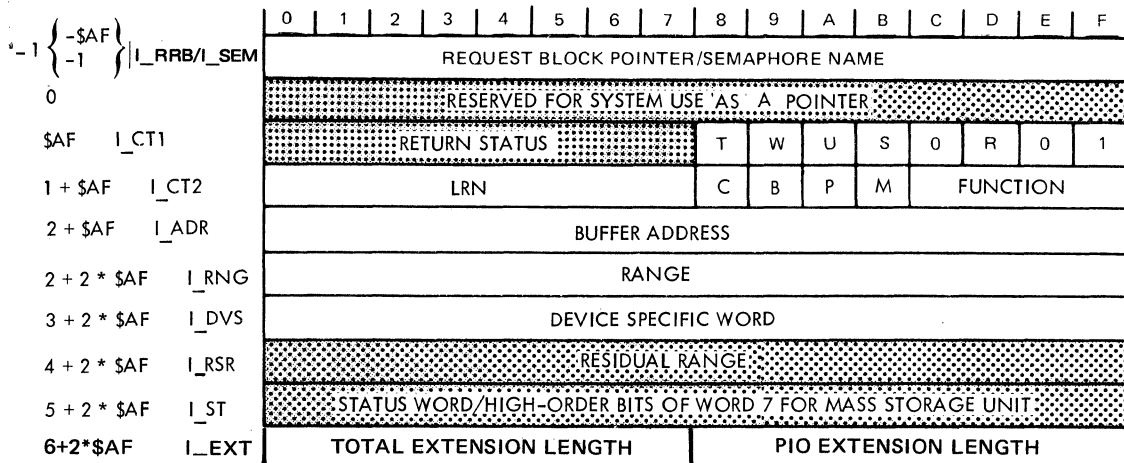 0 1 2 3 4 5 6 7 8 9 A B C D E F
*-1 { -$AF
-1 } I_RRB/I_SEM REQUEST BLOCK POINTER/SEMAPHORE NAME
0 RESERVED FOR SYSTEM USE AS A POINTER
$AF I_CT1 RETURN STATUS T W U S 0 R 0 1
1 + $AF I_CT2 LRN C B P M FUNCTION
2 + $AF I_ADR BUFFER ADDRESS
2 + 2 * $AF I_RNG RANGE
3 + 2 * $AF I_DVS DEVICE SPECIFIC WORD
4 + 2 * $AF I_RSR RESIDUAL RANGE
5 + 2 * $AF I_ST STATUS WORD/HIGH-ORDER BITS OF WORD 7 FOR MASS STORAGE UNIT
6+2*$AF I_EXT TOTAL EXTENSION LENGTH PIO EXTENSION LENGTH